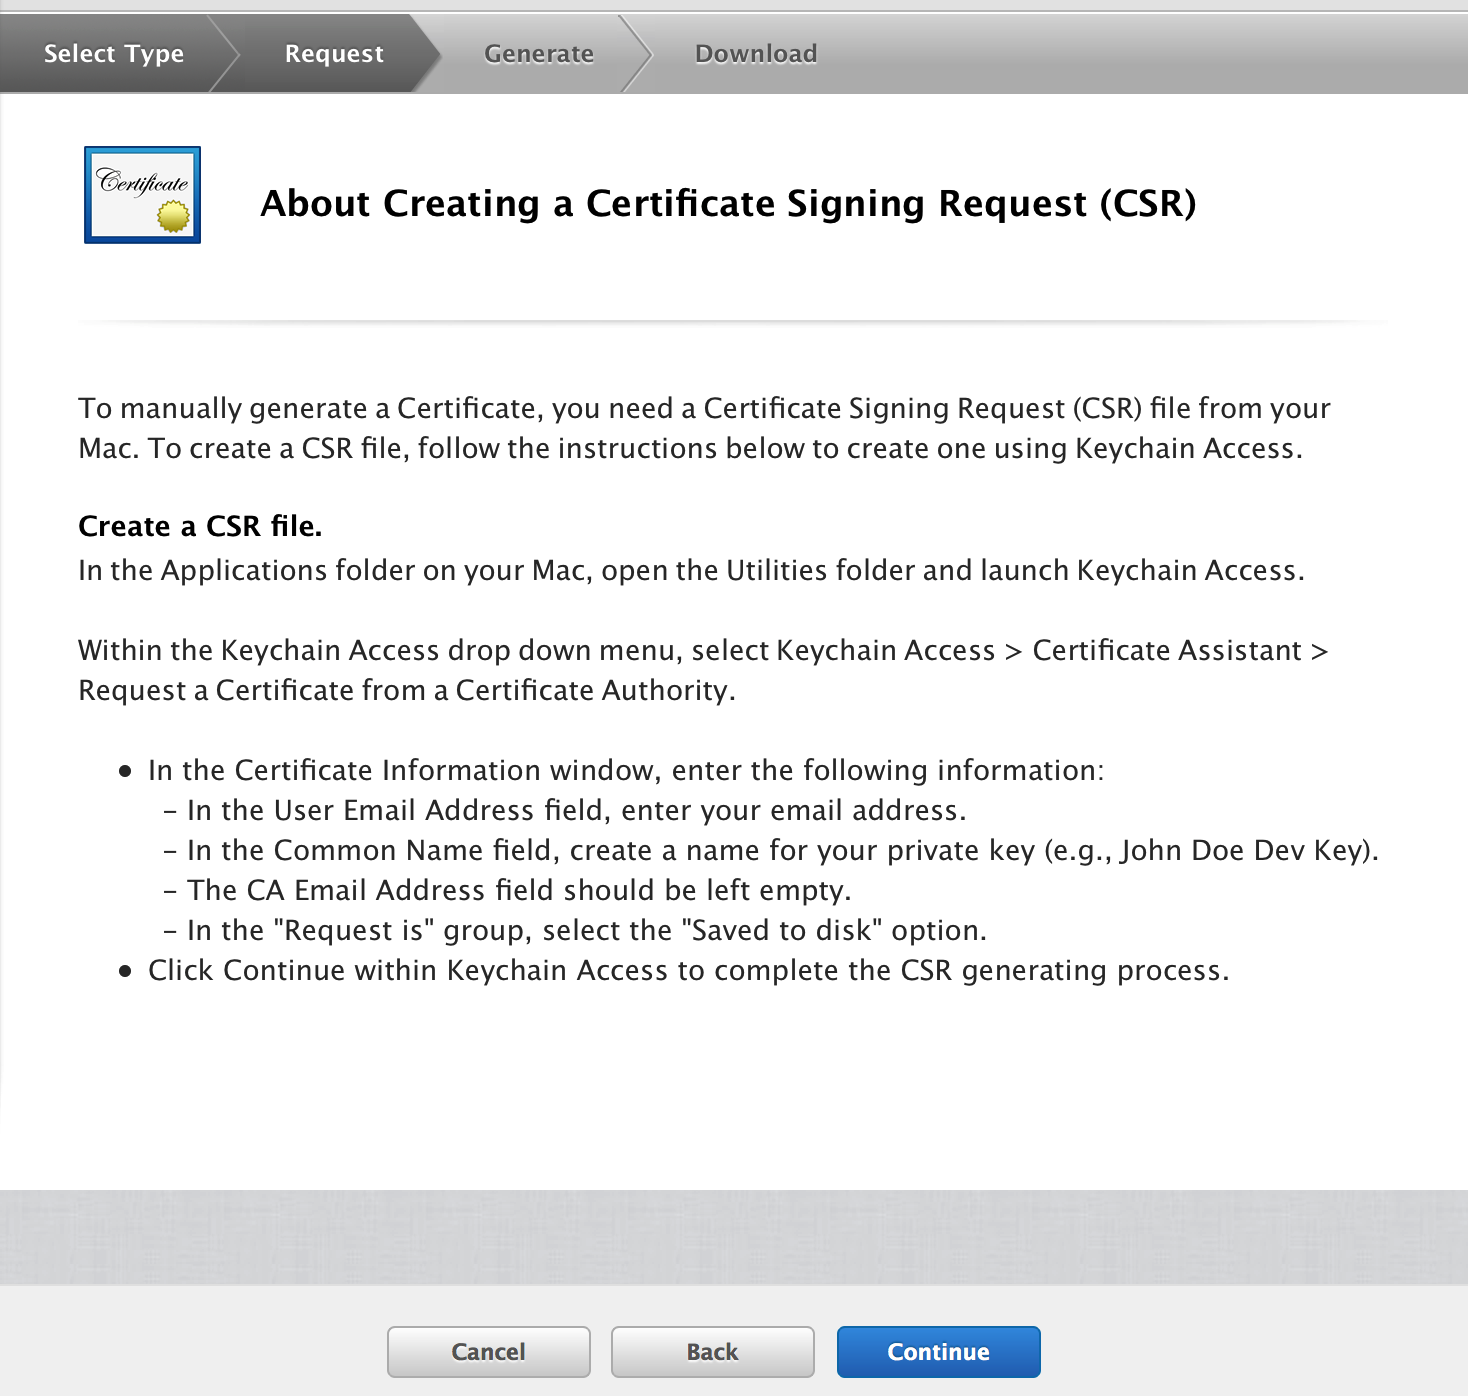 Select Type Request Generate Download
Certificate
About Creating a Certificate Signing Request (CSR)
To manually generate a Certificate, you need a Certificate Signing Request (CSR) file from your
Mac. To create a CSR file, follow the instructions below to create one using Keychain Access.
Create a CSR file.
In the Applications folder on your Mac, open the Utilities folder and launch Keychain Access.
Within the Keychain Access drop down menu, select Keychain Access > Certificate Assistant >
Request a Certificate from a Certificate Authority.
• In the Certificate Information window, enter the following information:
– In the User Email Address field, enter your email address.
– In the Common Name field, create a name for your private key (e.g., John Doe Dev Key).
– The CA Email Address field should be left empty.
– In the "Request is" group, select the "Saved to disk" option.
• Click Continue within Keychain Access to complete the CSR generating process.
Cancel Back Continue